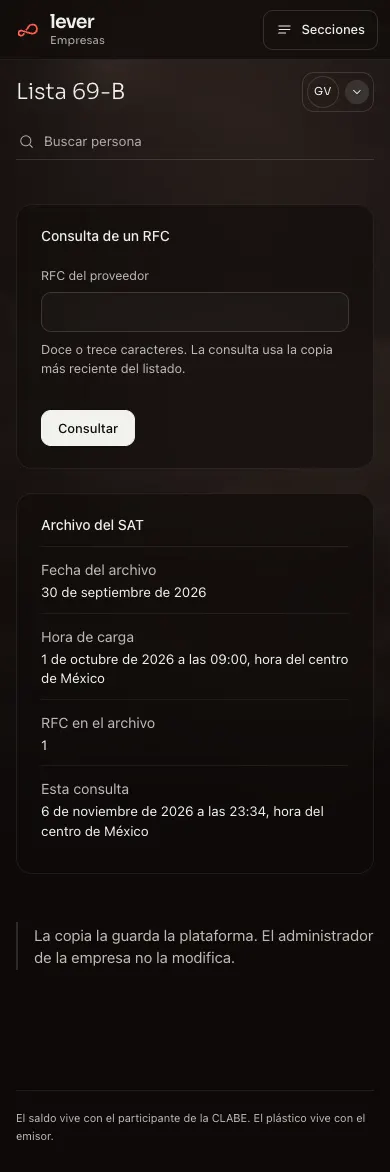 lever
Empresas
Secciones
Lista 69-B
GV
Buscar persona
Consulta de un RFC
RFC del proveedor
Doce o trece caracteres. La consulta usa la copia
más reciente del listado.
Consultar
Archivo del SAT
Fecha del archivo
30 de septiembre de 2026
Hora de carga
1 de octubre de 2026 a las 09:00, hora del centro
de México
RFC en el archivo
1
Esta consulta
6 de noviembre de 2026 a las 23:34, hora del
centro de México
La copia la guarda la plataforma. El administrador
de la empresa no la modifica.
El saldo vive con el participante de la CLABE. El plástico vive con el
emisor.